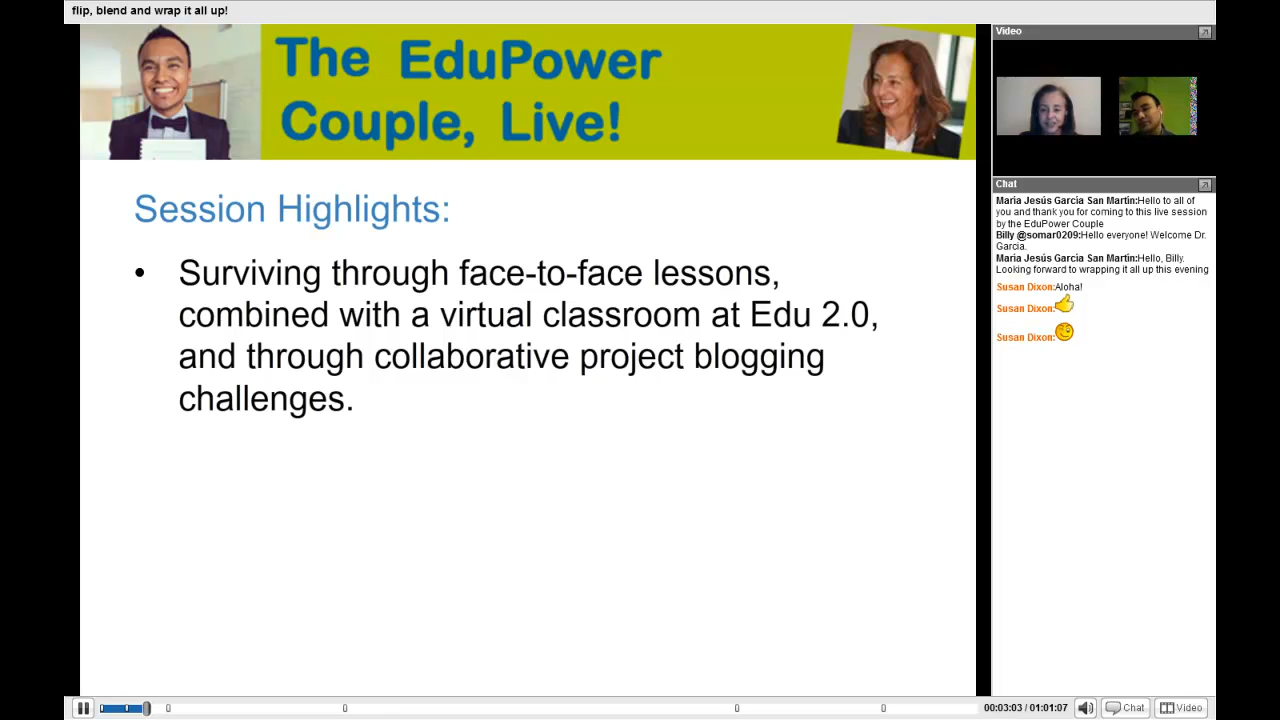 flip, blend and wrap it all up!
The EduPower
Couple, Live!
Session Highlights:
• Surviving through face-to-face lessons,
combined with a virtual classroom at Edu 2.0,
and through collaborative project blogging
challenges.
Video
Chat
Maria Jesús García San Martín:Hello to all of
you and thank you for coming to this live session
by the EduPower Couple
Billy @somar0209:Hello everyone! Welcome Dr.
Garcia.
Maria Jesús García San Martín:Hello, Billy.
Looking forward to wrapping it all up this evening
Susan Dixon:Aloha!
Susan Dixon:
Susan Dixon:
00:03:03 / 01:01:07
Chat
Video